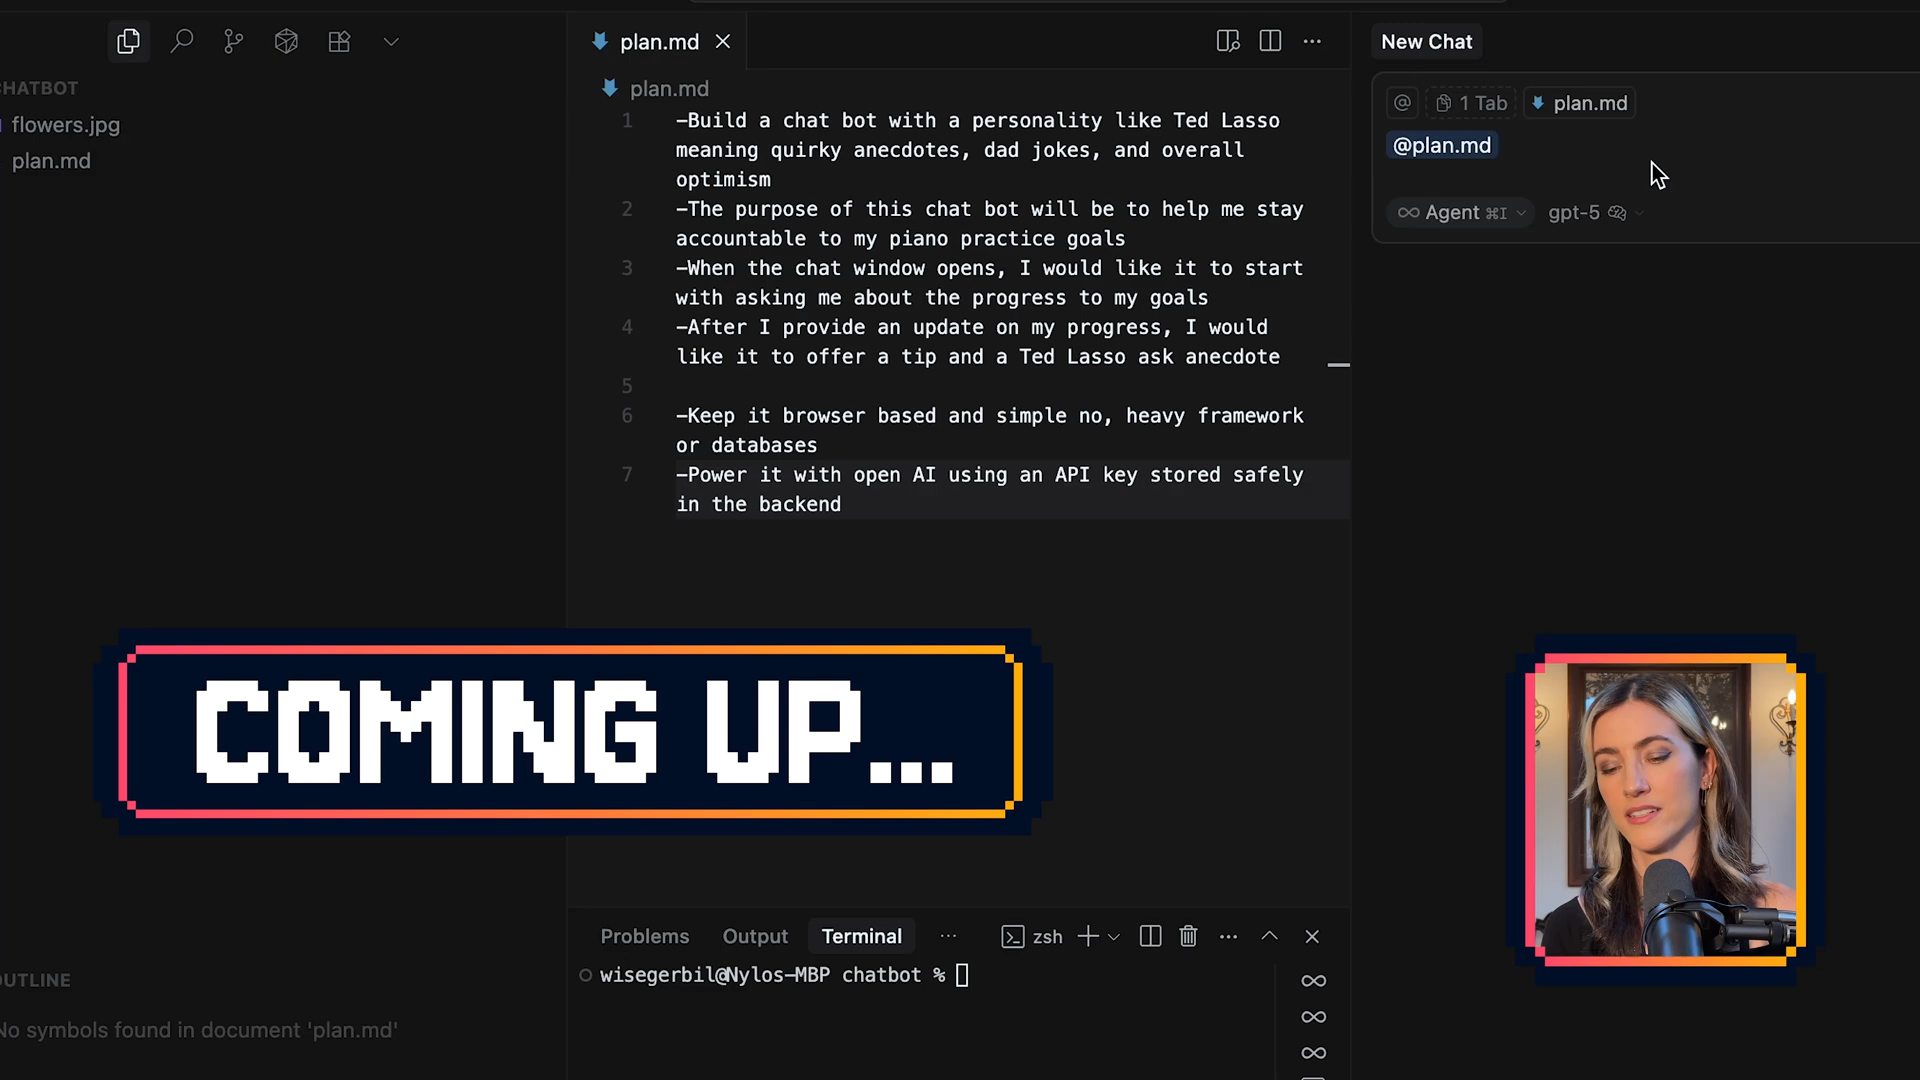 plan.md
New Chat
CHATBOT
flowers.jpg
plan.md
plan.md
1 -Build a chat bot with a personality like Ted Lasso
meaning quirky anecdotes, dad jokes, and overall
optimism
2 -The purpose of this chat bot will be to help me stay
accountable to my piano practice goals
3 -When the chat window opens, I would like it to start
with asking me about the progress to my goals
4 -After I provide an update on my progress, I would
like it to offer a tip and a Ted Lasso ask anecdote
5
6 -Keep it browser based and simple no, heavy framework
or databases
7 -Power it with open AI using an API key stored safely
in the backend
@ 1 Tab plan.md
@plan.md
Agent ⌘I gpt-5
COMING UP...
Problems Output Terminal ... zsh
wisegerbil@Nylos-MBP chatbot %
OUTLINE
No symbols found in document 'plan.md'